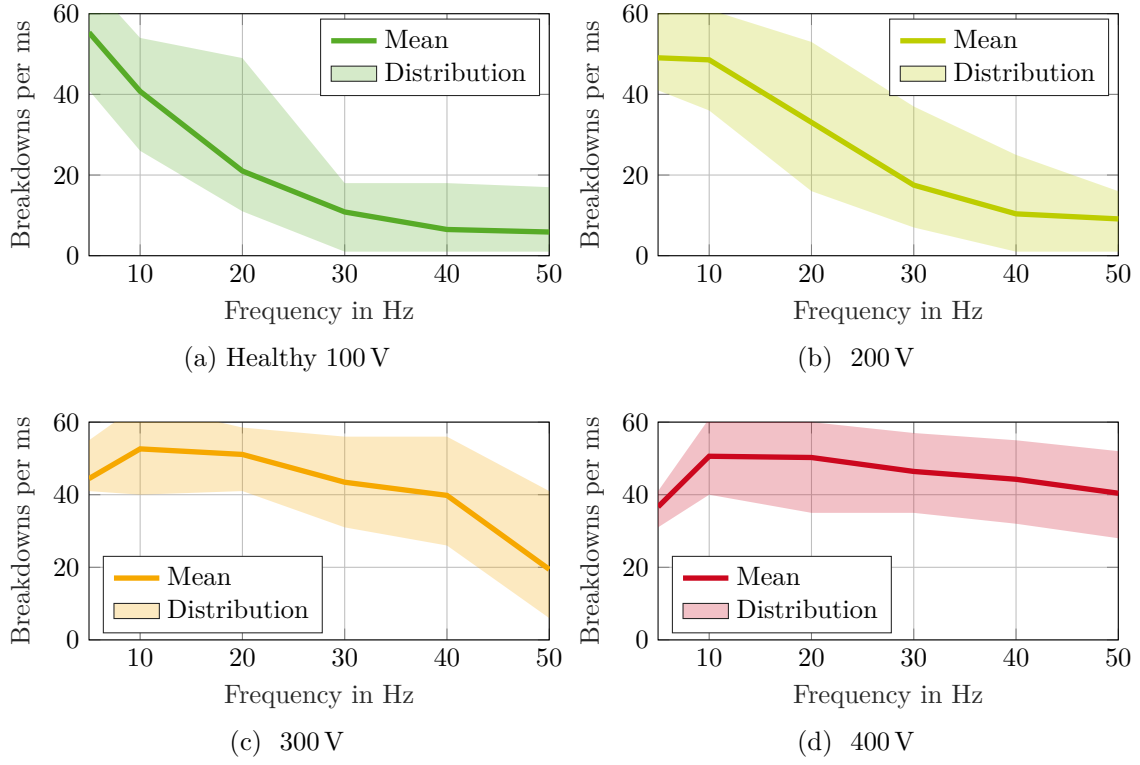 Breakdowns per ms
60
40
20
0
Mean
Distribution
10 20 30 40 50
Frequency in Hz
(a) Healthy 100 V
Breakdowns per ms
60
40
20
0
Mean
Distribution
10 20 30 40 50
Frequency in Hz
(b) 200 V
Breakdowns per ms
60
40
20
0
Mean
Distribution
10 20 30 40 50
Frequency in Hz
(c) 300 V
Breakdowns per ms
60
40
20
0
Mean
Distribution
10 20 30 40 50
Frequency in Hz
(d) 400 V